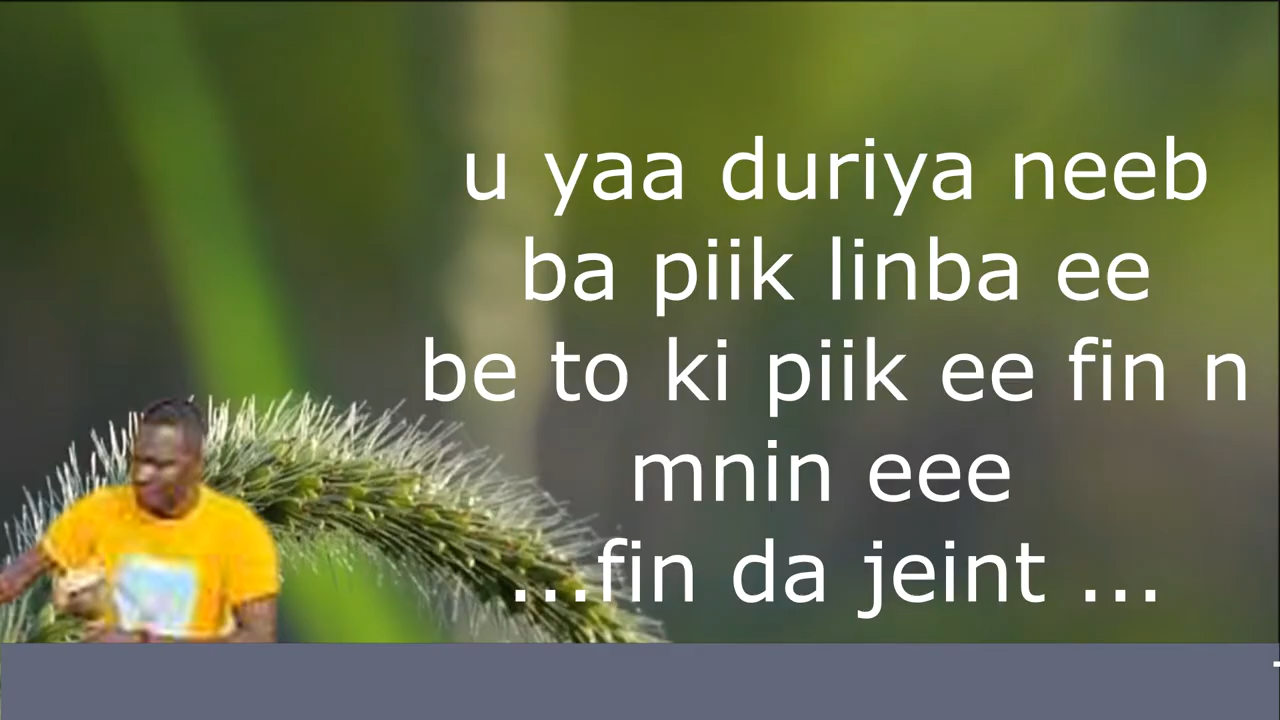 u yaa duriya neeb
ba piik linba ee
be to ki piik ee fin n
mnin eee
...fin da jeint ...